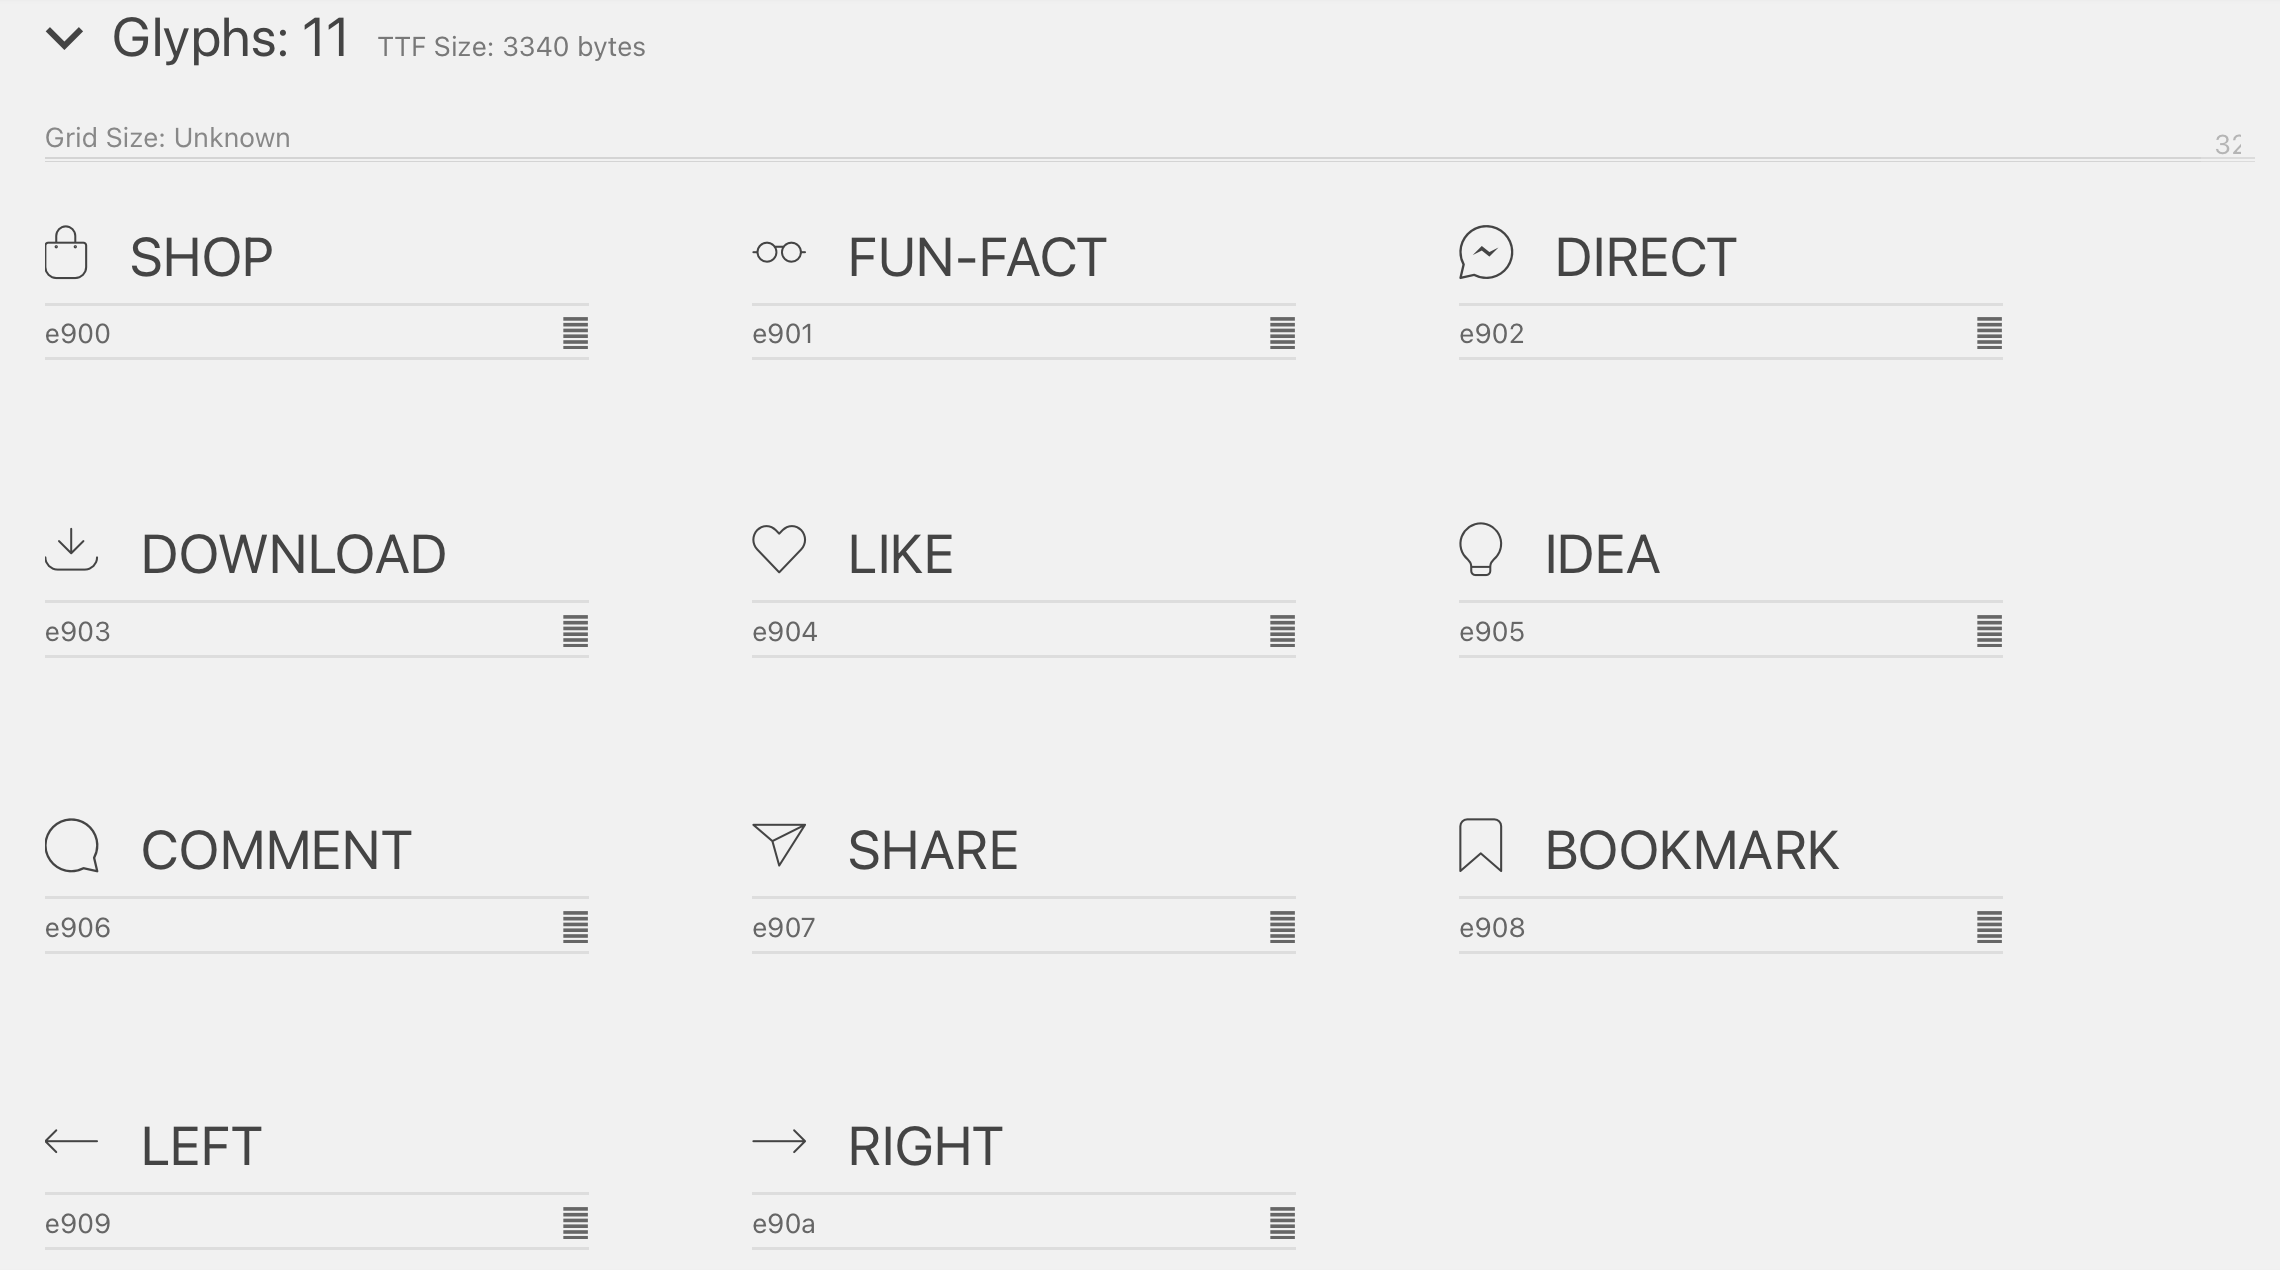 Glyphs: 11 TTF Size: 3340 bytes
Grid Size: Unknown 32
SHOP FUN-FACT DIRECT
e900 e901 e902
DOWNLOAD LIKE IDEA
e903 e904 e905
COMMENT SHARE BOOKMARK
e906 e907 e908
LEFT RIGHT
e909 e90a